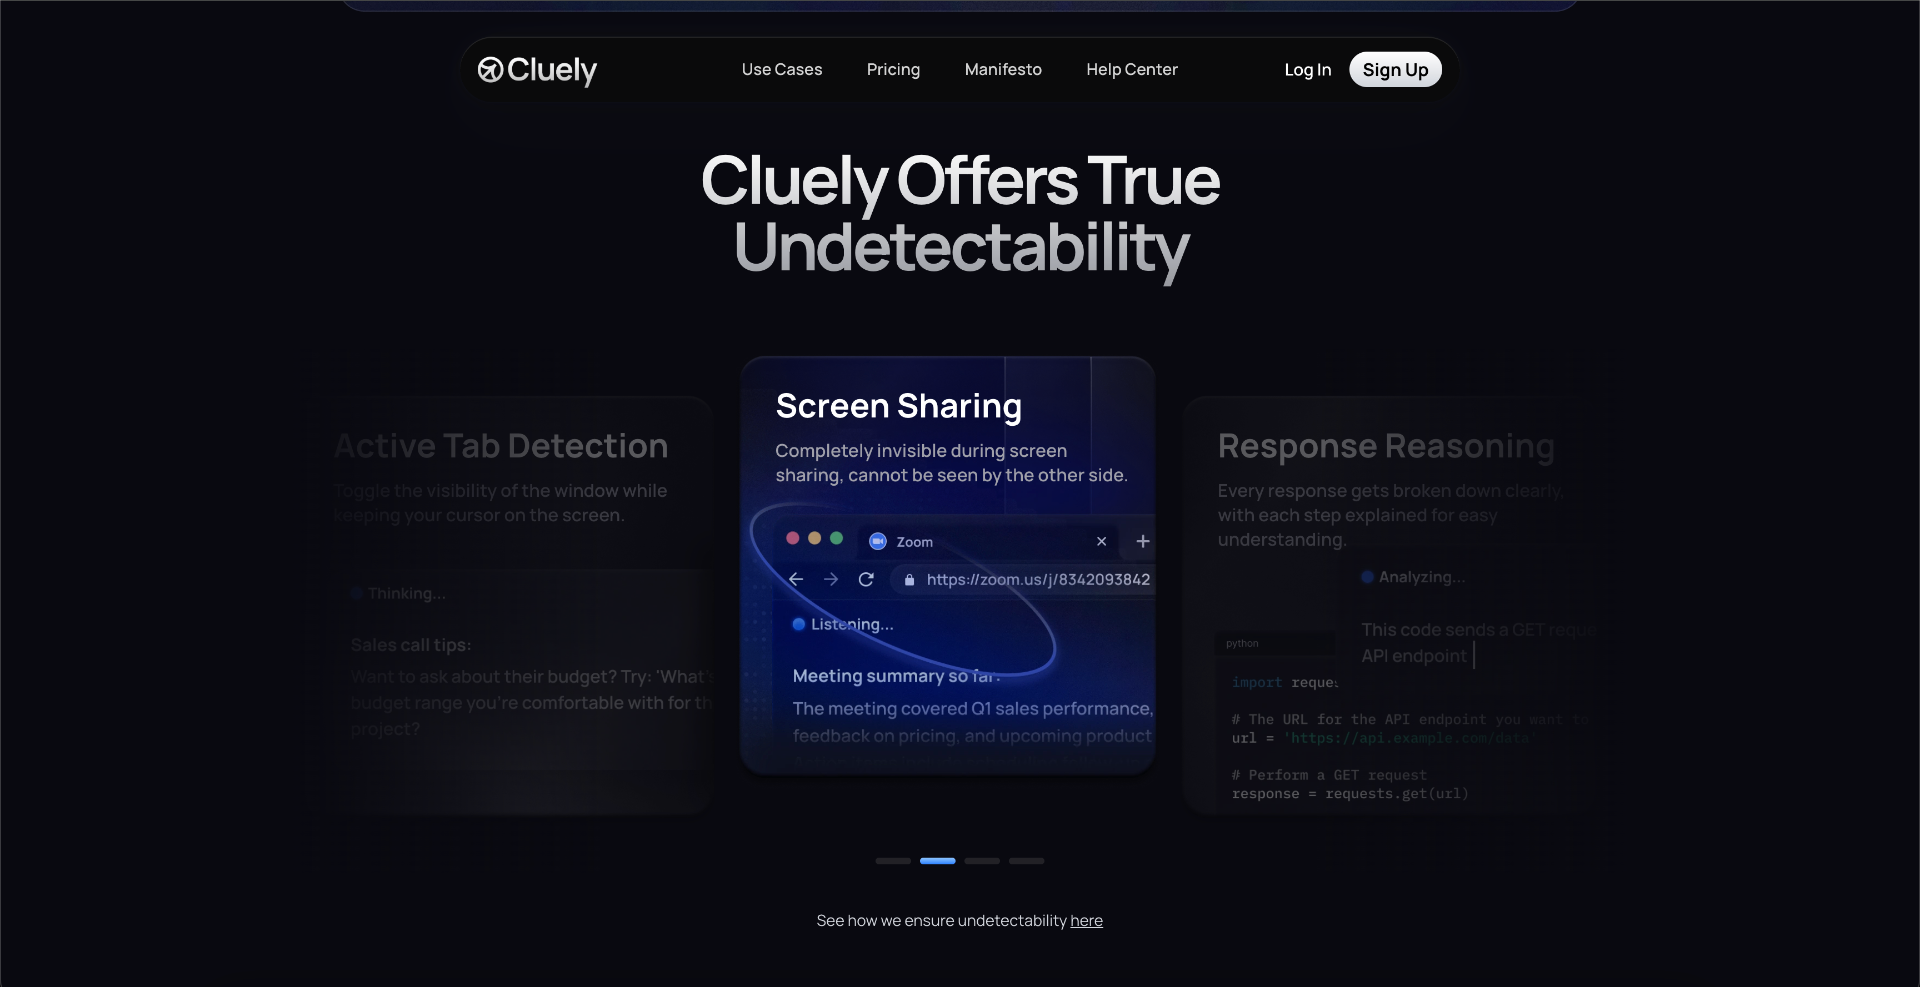 Cluely
Use Cases
Pricing
Manifesto
Help Center
Log In
Sign Up
Cluely Offers True
Undetectability
Active Tab Detection
Toggle the visibility of the window while
keeping your cursor on the screen.
Thinking...
Sales call tips:
Want to ask about their budget? Try: 'What's
budget range you're comfortable with for th
project?
Screen Sharing
Completely invisible during screen
sharing, cannot be seen by the other side.
Zoom
https://zoom.us/j/8342093842
Listening...
Meeting summary so far:
The meeting covered Q1 sales performance,
feedback on pricing, and upcoming product
Response Reasoning
Every response gets broken down clearly,
with each step explained for easy
understanding.
Analyzing...
This code sends a GET reque
API endpoint
python
import reques
# The URL for the API endpoint you want to
url = 'https://api.example.com/data'
# Perform a GET request
response = requests.get(url)
See how we ensure undetectability here